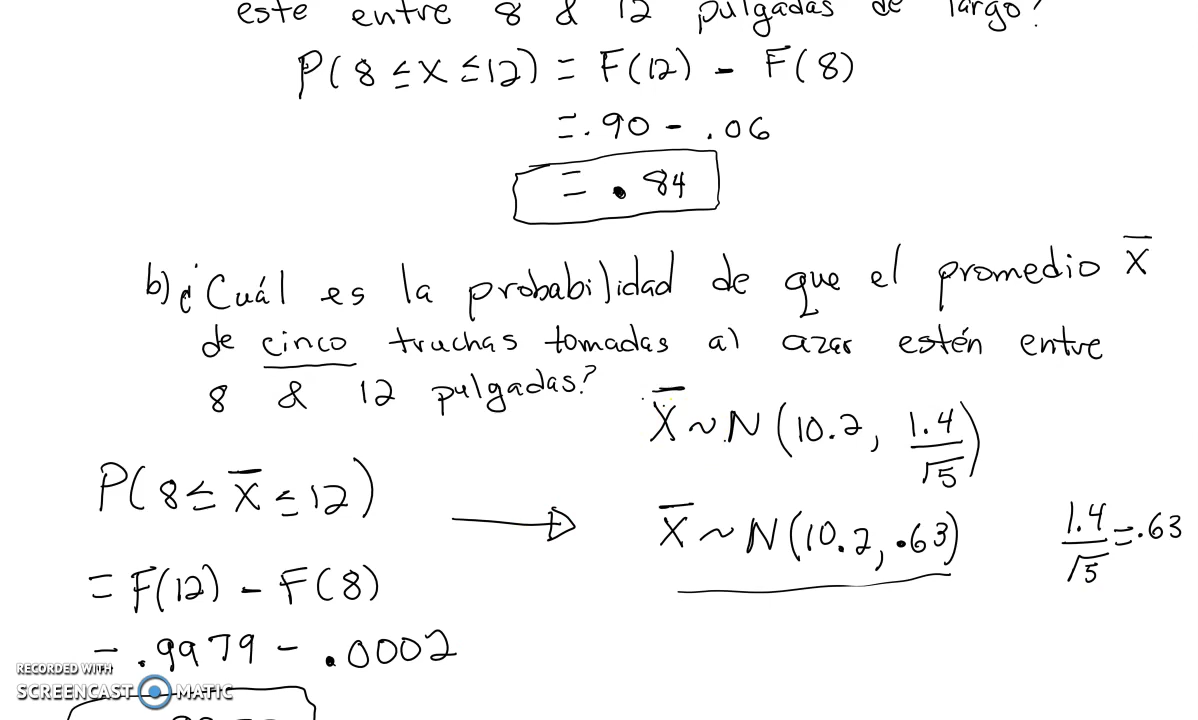 este entre 8 & 12 pulgadas de largo?
P(8 ≤ X ≤ 12) = F(12) - F(8)
= .90 - .06
= .84
b) ¿Cuál es la probabilidad de que el promedio X̅
de cinco truchas tomadas al azar estén entre
8 & 12 pulgadas?
X̅ ~ N(10.2, 1.4/√5)
P(8 ≤ X̅ ≤ 12)
X̅ ~ N(10.2, .63)
1.4/√5 = .63
= F(12) - F(8)
= .9979 - .0002
RECORDED WITH
SCREENCAST MATIC